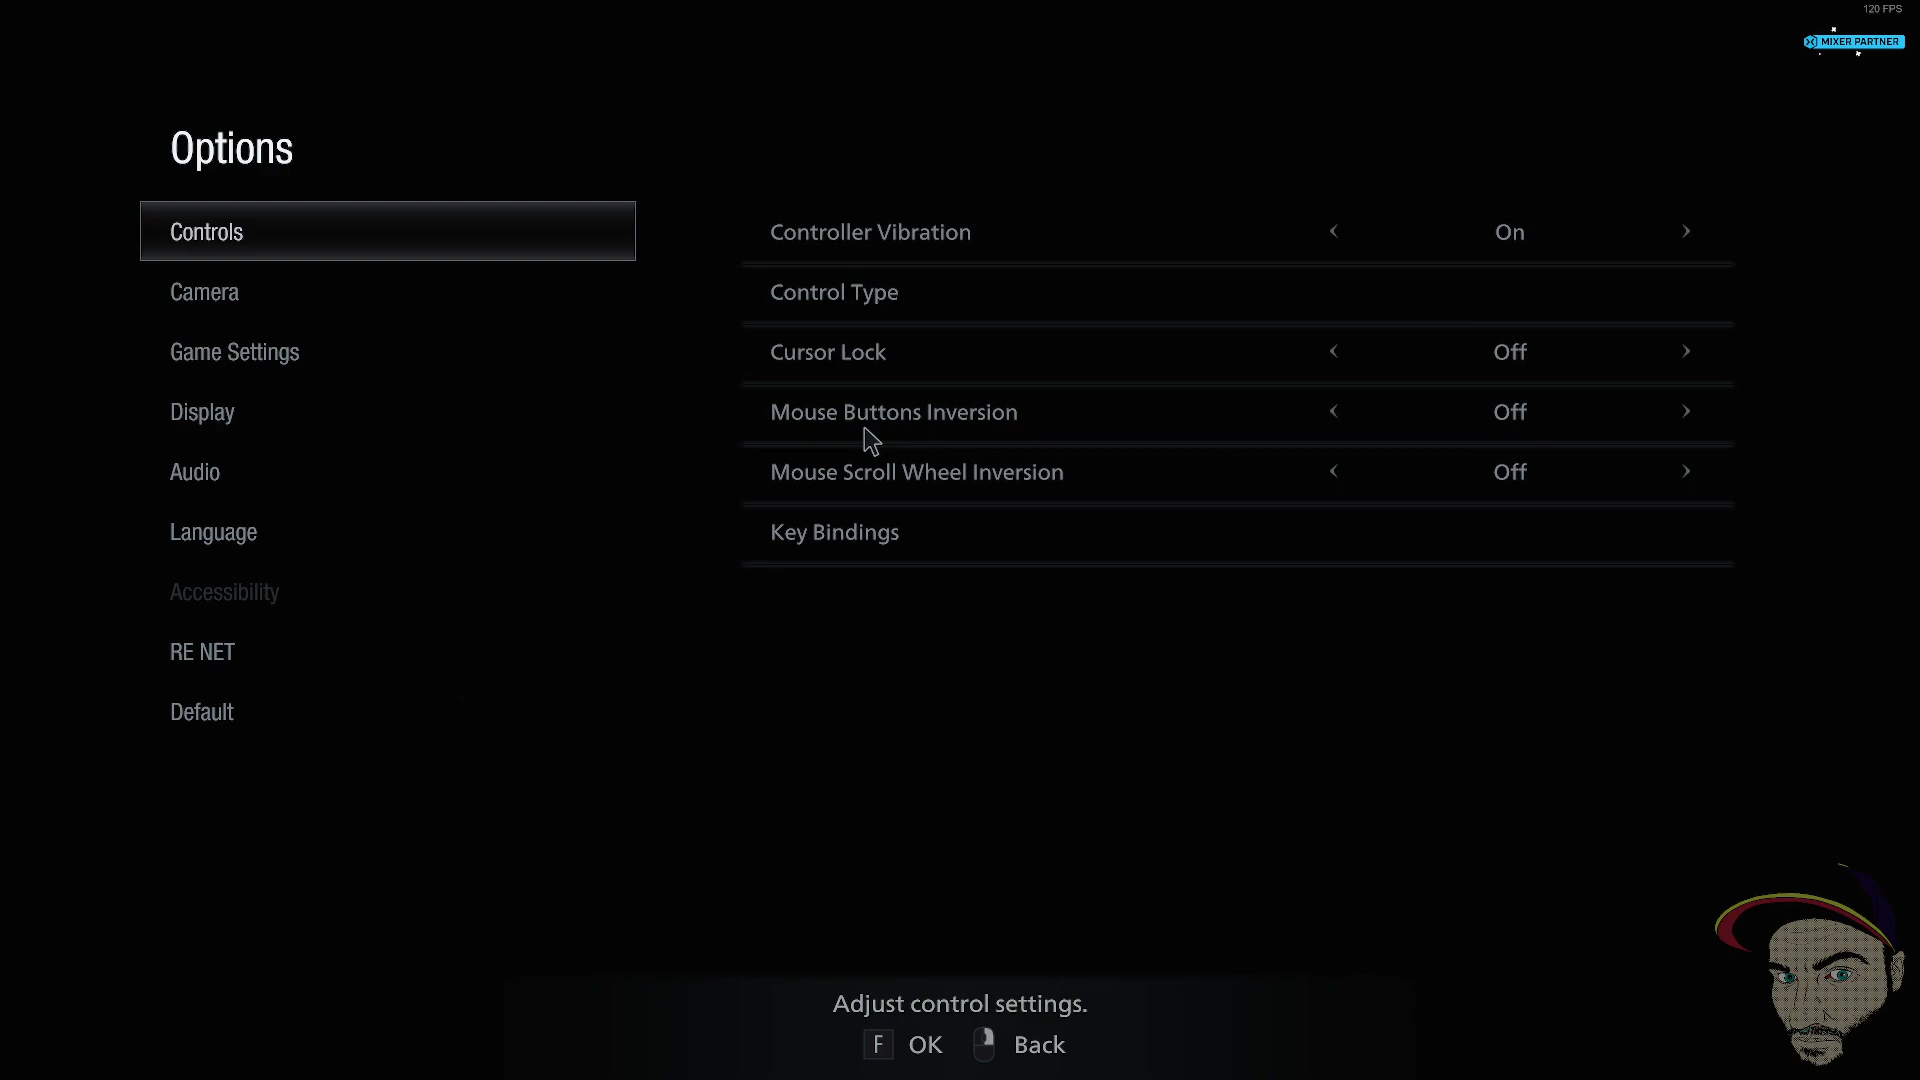 120 FPS
MIXER PARTNER
Options
Controls
Camera
Game Settings
Display
Audio
Language
Accessibility
RE NET
Default
Controller Vibration On
Control Type
Cursor Lock Off
Mouse Buttons Inversion Off
Mouse Scroll Wheel Inversion Off
Key Bindings
Adjust control settings.
F OK Back